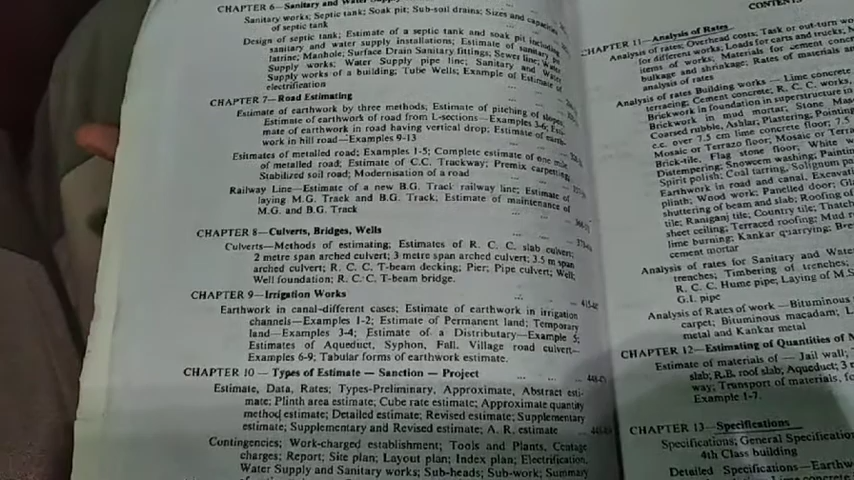 CHAPTER 6—Sanitary and Water
Sanitary works; Septic tank; Soak pit; Sub-soil drains; Sizes and capacities
of septic tank
Design of septic tank; Estimate of a septic tank and soak pit including
sanitary and water supply installations; Estimate of sanitary
latrine; Manhole; Surface Drain Sanitary fittings; Sewer line; Water
Supply works; Water Supply pipe line; Sanitary and Water
Supply works of a building; Tube Wells; Example of Estimate of
electrification
CHAPTER 7—Road Estimating
Estimate of earthwork by three methods; Estimate of pitching of slopes
Estimate of earthwork of road from L-sections—Examples 3-6; Esti-
mate of earthwork in road having vertical drop; Estimate of earth-
work in hill road—Examples 9-13
Esitmates of metalled road; Examples 1-5; Complete estimate of one mile
of metalled road; Estimate of C.C. Trackway; Premix carpeting
Stabilized soil road; Modernisation of a road
Railway Line—Estimate of a new B.G. Track railway line; Estimate of
laying M.G. Track and B.G. Track; Estimate of maintenance of
M.G. and B.G. Track
CHAPTER 8—Culverts, Bridges, Wells
Culverts—Methods of estimating; Estimates of R. C. C. slab culvert;
2 metre span arched culvert; 3 metre span arched culvert; 3.5 m span
arched culvert; R. C. C. T-beam decking; Pier; Pipe culvert; Well;
Well foundation; R. C. C. T-beam bridge.
CHAPTER 9—Irrigation Works
Earthwork in canal-different cases; Estimate of earthwork in irrigation
channels—Examples 1-2; Estimate of Permanent land; Temporary
land—Examples 3-4; Estimate of a Distributary—Example 5;
Estimates of Aqueduct, Syphon, Fall. Village road culvert—
Examples 6-9; Tabular forms of earthwork estimate.
CHAPTER 10 — Types of Estimate — Sanction — Project
Estimate, Data, Rates; Types-Preliminary, Approximate, Abstract esti-
mate; Plinth area estimate; Cube rate estimate; Approximate quantity
method estimate; Detailed estimate; Revised estimate; Supplementary
estimate; Supplementary and Revised estimate; A. R. estimate
Contingencies; Work-charged establishment; Tools and Plants, Centage
charges; Report; Site plan; Layout plan; Index plan; Electrification,
Water Supply and Sanitary works; Sub-heads; Sub-work; Summary
CONTENTS
CHAPTER 11—Analysis of Rates
Analysis of rates; Overhead costs; Task or out-turn
for different works; Loads for carts and trucks;
items of works; Materials for cement concrete
bulkage and shrinkage; Rates of materials
analysis of rates
Analysis of rates Building works — Lime concrete,
terracing; Cement concrete, R. C. C. works,
Brickwork in foundation in superstructure in
Brickwork in mud mortar, Stone
Coarsed rubble, Ashlar, Plastering, Pointing
c.c. over 7.5 cm lime concrete floor; 7.5
Mosaic or Terrazo floor; Mosaic or
Brick-tile, Flag stone floor; White
Distempering; Snowcem washing;
Spirit polish; Coal tarring, Solignum
Earthwork in road and canal, Excavation
plinth; Wood work; Panelled door;
shuttering of beam and slab; Roofing of
tile; Raniganj tile; Country tile;
sheet ceiling; Terraced roofing; Mud
lime burning; Kankar quarrying;
cement mortar
Analysis of rates for Sanitary and Water
trenches; Timbering of trenches;
R. C. C. Hume pipe; Laying of M.S.
G.I. pipe
Analysis of Rates of work—Bituminous
carpet; Bituminous macadam;
metal and Kankar metal
CHAPTER 12—Estimating of Quantities of
Estimate of materials of — Jail wall;
slab; R.B. roof slab; Aqueduct;
way; Transport of materials,
Example 1-7.
CHAPTER 13—Specifications
Specifications; General Specification
4th Class building
Detailed Specifications—